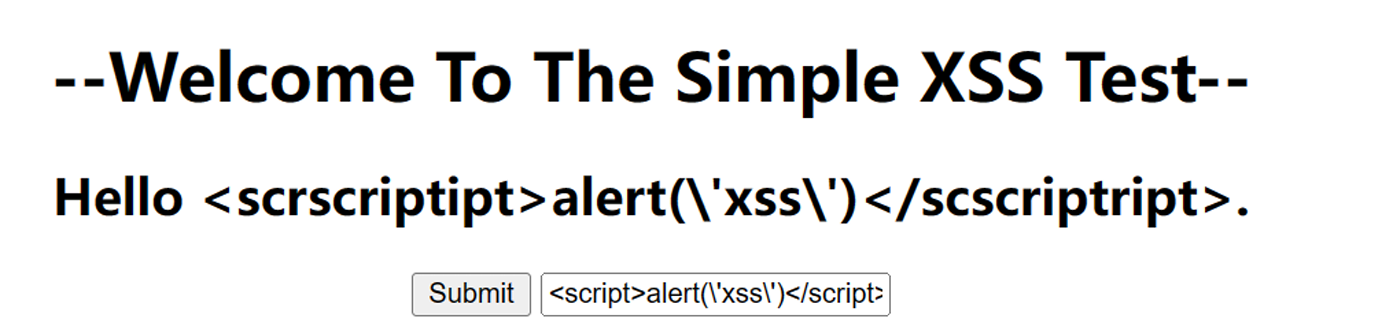 --Welcome To The Simple XSS Test--
Hello <scrscriptipt>alert(\'xss\')</scscriptript>.
Submit <script>alert(\'xss\')</script>